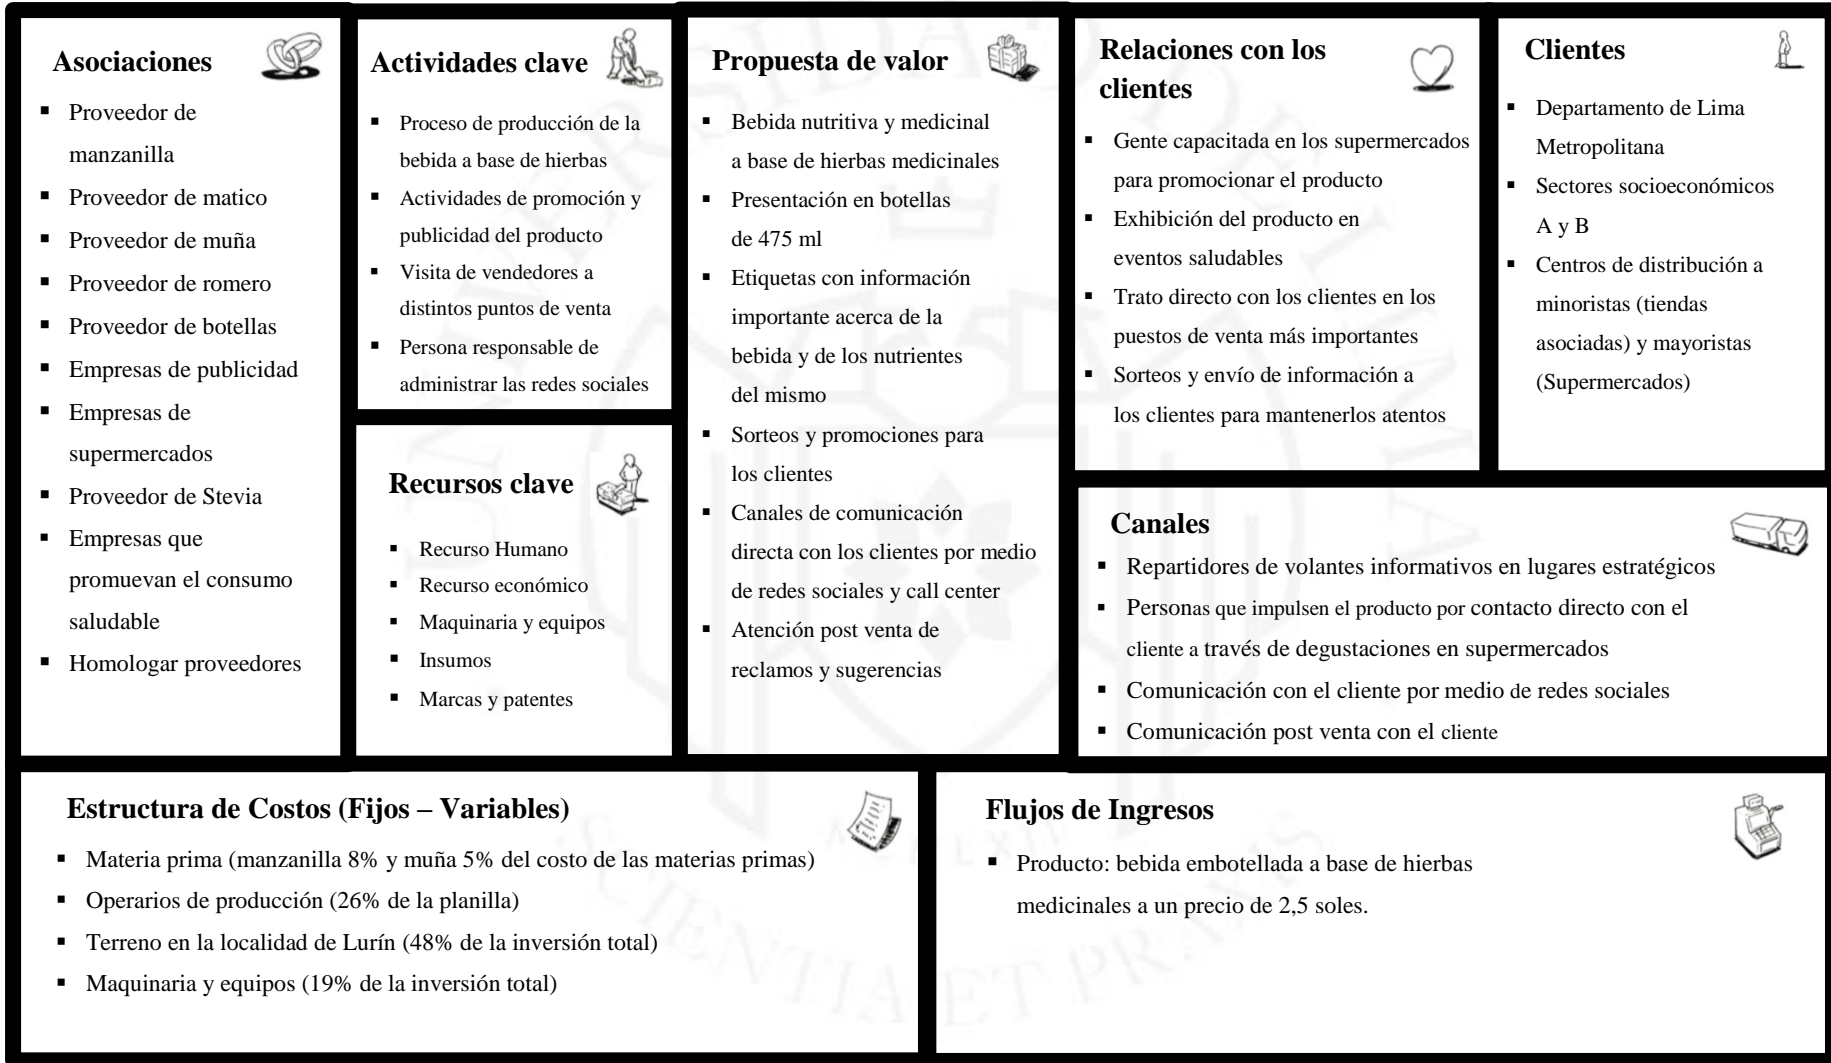 Asociaciones
▪ Proveedor de
manzanilla
▪ Proveedor de matico
▪ Proveedor de muña
▪ Proveedor de romero
▪ Proveedor de botellas
▪ Empresas de publicidad
▪ Empresas de
supermercados
▪ Proveedor de Stevia
▪ Empresas que
promuevan el consumo
saludable
▪ Homologar proveedores
Actividades clave
▪ Proceso de producción de la
bebida a base de hierbas
▪ Actividades de promoción y
publicidad del producto
▪ Visita de vendedores a
distintos puntos de venta
▪ Persona responsable de
administrar las redes sociales
Recursos clave
▪ Recurso Humano
▪ Recurso económico
▪ Maquinaria y equipos
▪ Insumos
▪ Marcas y patentes
Propuesta de valor
▪ Bebida nutritiva y medicinal
a base de hierbas medicinales
▪ Presentación en botellas
de 475 ml
▪ Etiquetas con información
importante acerca de la
bebida y de los nutrientes
del mismo
▪ Sorteos y promociones para
los clientes
▪ Canales de comunicación
directa con los clientes por medio
de redes sociales y call center
▪ Atención post venta de
reclamos y sugerencias
Relaciones con los
clientes
▪ Gente capacitada en los supermercados
para promocionar el producto
▪ Exhibición del producto en
eventos saludables
▪ Trato directo con los clientes en los
puestos de venta más importantes
▪ Sorteos y envío de información a
los clientes para mantenerlos atentos
Clientes
▪ Departamento de Lima
Metropolitana
▪ Sectores socioeconómicos
A y B
▪ Centros de distribución a
minoristas (tiendas
asociadas) y mayoristas
(Supermercados)
Canales
▪ Repartidores de volantes informativos en lugares estratégicos
▪ Personas que impulsen el producto por contacto directo con el
cliente a través de degustaciones en supermercados
▪ Comunicación con el cliente por medio de redes sociales
▪ Comunicación post venta con el cliente
Estructura de Costos (Fijos – Variables)
▪ Materia prima (manzanilla 8% y muña 5% del costo de las materias primas)
▪ Operarios de producción (26% de la planilla)
▪ Terreno en la localidad de Lurín (48% de la inversión total)
▪ Maquinaria y equipos (19% de la inversión total)
Flujos de Ingresos
▪ Producto: bebida embotellada a base de hierbas
medicinales a un precio de 2,5 soles.
UNIVERSIDAD DE LIMA
SCIENTIA ET PRAXIS